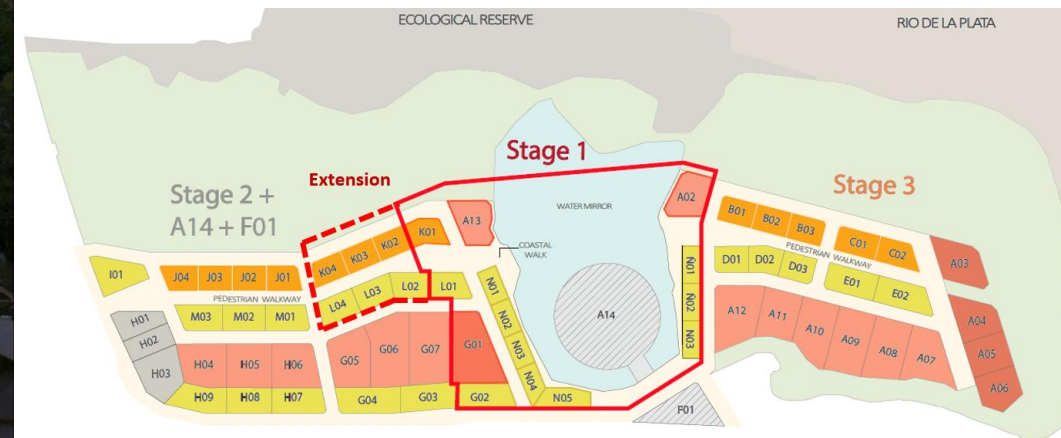 ECOLOGICAL RESERVE
RIO DE LA PLATA
Stage 1
Extension
Stage 2 +
A14 + F01
Stage 3
WATER MIRROR
COASTAL
WALK
A13
A02
K01
K02
K03
K04
J01
J04
J03
J02
J01
PEDESTRIAN WALKWAY
M03
M02
M01
L04
L03
L02
L01
H01
H02
H03
H04
H05
H06
H09
H08
H07
G05
G06
G07
G01
G04
G03
G02
N01
N02
N03
N04
N05
A14
Ñ01
Ñ02
Ñ03
F01
B01
B02
B03
C01
C02
PEDESTRIAN WALKWAY
D01
D02
D03
E01
E02
A12
A11
A10
A09
A08
A07
A03
A04
A05
A06